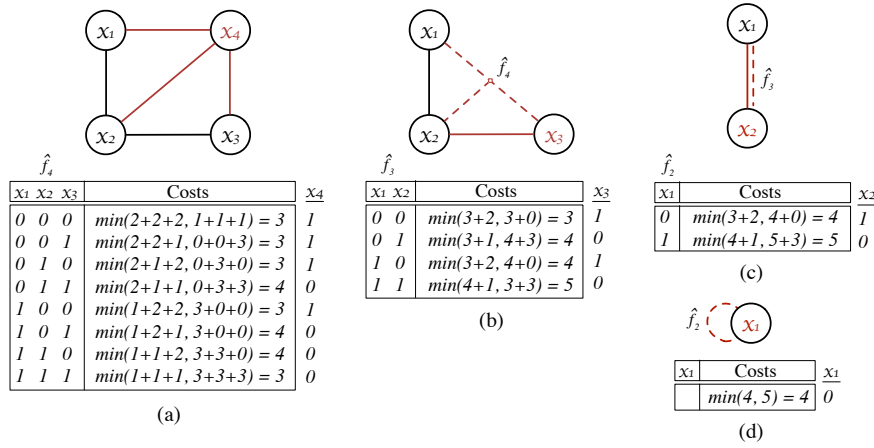 x₁ x₄
x₂ x₃
f̂₄
x₁ x₂ x₃ Costs x₄
0 0 0 min(2+2+2, 1+1+1) = 3 1
0 0 1 min(2+2+1, 0+0+3) = 3 1
0 1 0 min(2+1+2, 0+3+0) = 3 1
0 1 1 min(2+1+1, 0+3+3) = 4 0
1 0 0 min(1+2+2, 3+0+0) = 3 1
1 0 1 min(1+2+1, 3+0+0) = 4 0
1 1 0 min(1+1+2, 3+3+0) = 4 0
1 1 1 min(1+1+1, 3+3+3) = 3 0
(a)
x₁
f̂₄
x₂ x₃
f̂₃
x₁ x₂ Costs x₃
0 0 min(3+2, 3+0) = 3 1
0 1 min(3+1, 4+3) = 4 0
1 0 min(3+2, 4+0) = 4 1
1 1 min(4+1, 3+3) = 5 0
(b)
x₁
f̂₃
x₂
f̂₂
x₁ Costs x₂
0 min(3+2, 4+0) = 4 1
1 min(4+1, 5+3) = 5 0
(c)
f̂₂ x₁
x₁ Costs x₁
min(4, 5) = 4 0
(d)